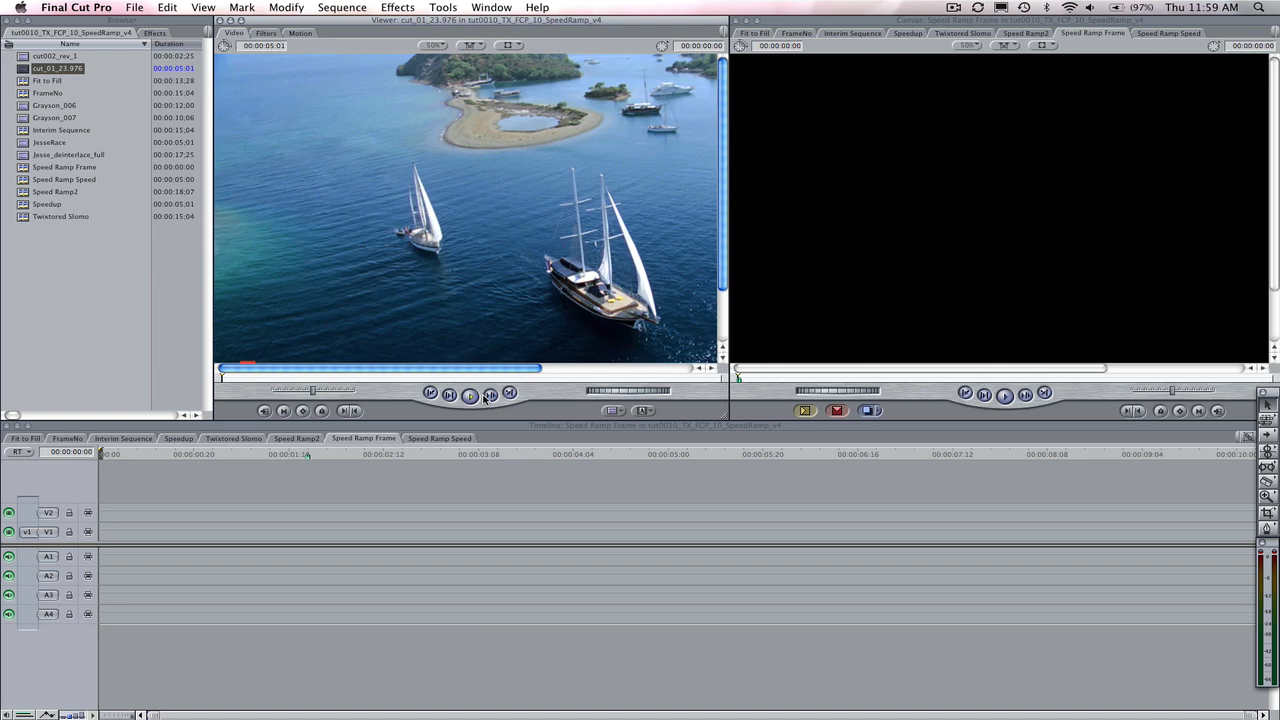 Final Cut Pro File Edit View Mark Modify Sequence Effects Tools Window Help (97%) Thu 11:59 AM
Browser
Viewer: cut_01_23.976 in tut0010_TX_FCP_10_SpeedRamp_v4
Canvas: Speed Ramp Frame in tut0010_TX_FCP_10_SpeedRamp_v4
tut0010_TX_FCP_10_SpeedRamp_v4 Effects
Video Filters Motion
Fit to Fill FrameNo Interim Sequence Speedup Twixtored Slomo Speed Ramp2 Speed Ramp Frame Speed Ramp Speed
Name Duration
00:00:05:01 50% 00:00:00:00
00:00:00:00 50% 00:00:00:00
cut002_rev_1 00:00:02;25
cut_01_23.976 00:00:05:01
Fit to Fill 00:00:13;28
FrameNo 00:00:15;04
Grayson_006 00:00:12;00
Grayson_007 00:00:10;06
Interim Sequence 00:00:15;04
JesseRace 00:00:05;01
Jesse_deinterlace_full 00:00:17;25
Speed Ramp Frame 00:00:00:00
Speed Ramp Speed 00:00:05:01
Speed Ramp2 00:00:18;07
Speedup 00:00:05;01
Twixtored Slomo 00:00:15;04
Timeline: Speed Ramp Frame in tut0010_TX_FCP_10_SpeedRamp_v4
Fit to Fill FrameNo Interim Sequence Speedup Twixtored Slomo Speed Ramp2 Speed Ramp Frame Speed Ramp Speed
RT 00:00:00:00 00:00:00:20 00:00:02:12 00:00:03:08 00:00:04:04 00:00:05:00 00:00:05:20 00:00:06:16 00:00:07:12 00:00:08:08 00:00:09:04 00:00:10:00
V2
v1 V1
A1
A2
A3
A4